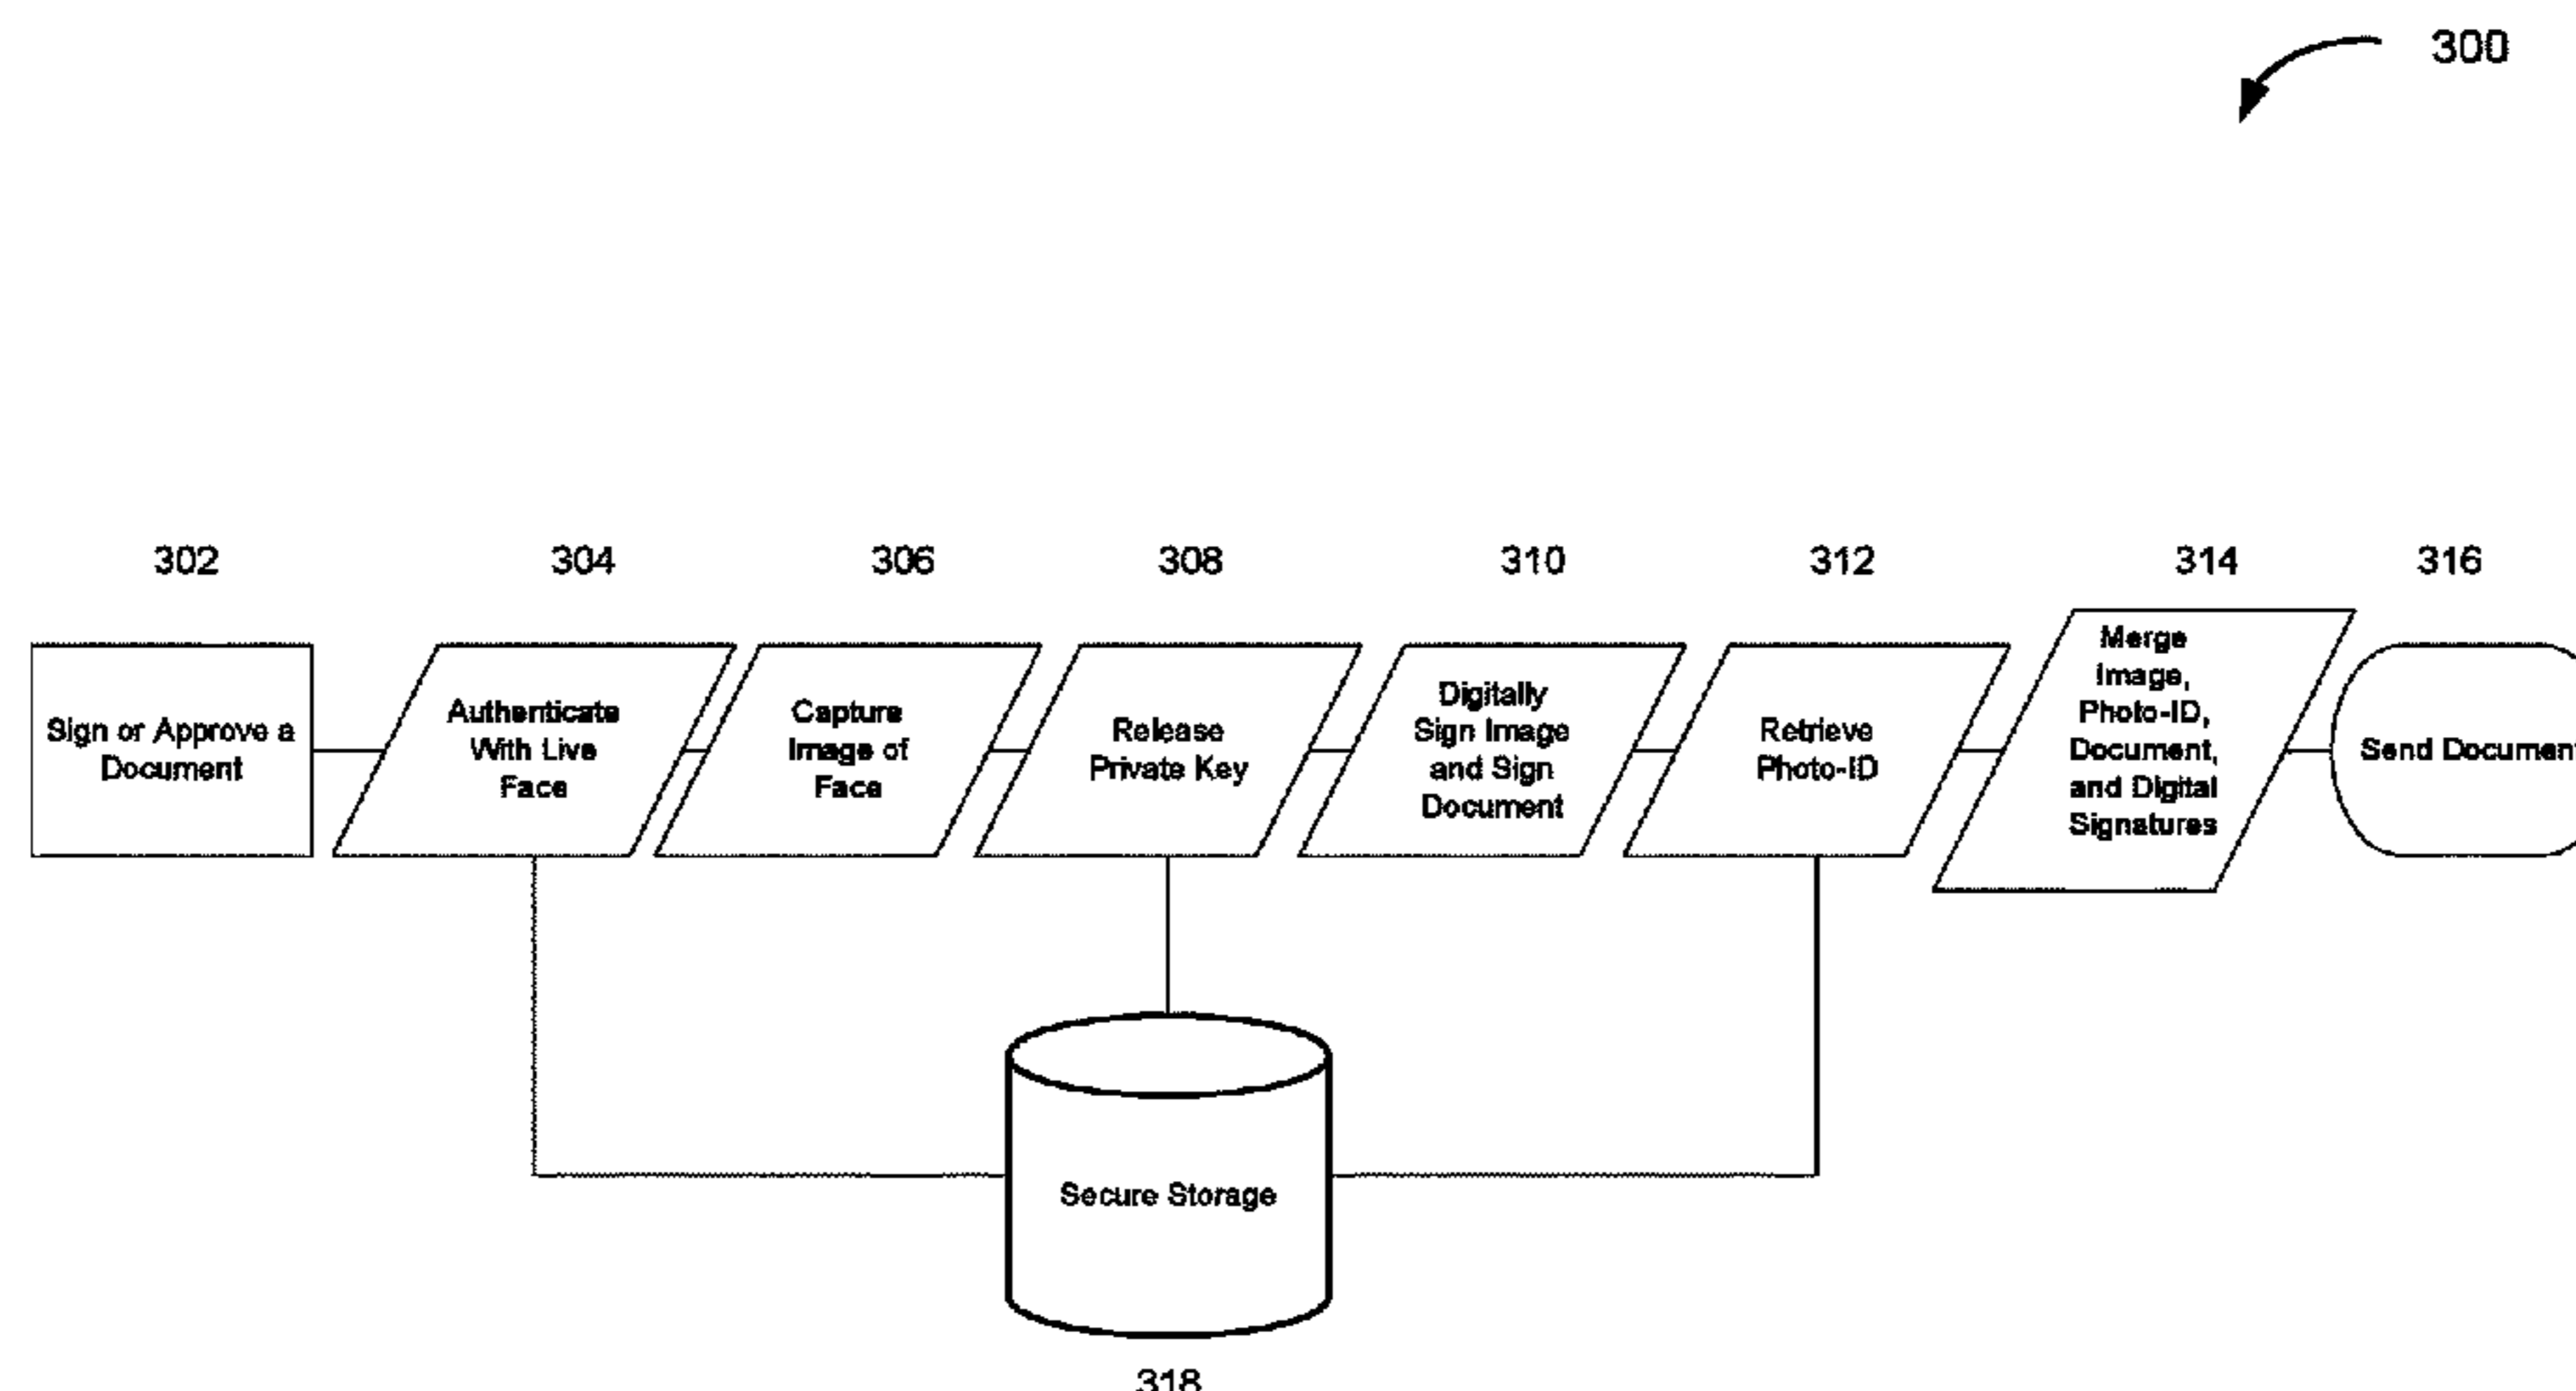 300
302
304
306
308
310
312
314
316
Sign or Approve a
Document
Authenticate
With Live
Face
Capture
Image of
Face
Release
Private Key
Digitally
Sign Image
and Sign
Document
Retrieve
Photo-ID
Merge
Image,
Photo-ID,
Document,
and Digital
Signatures
Send Document
Secure Storage
318